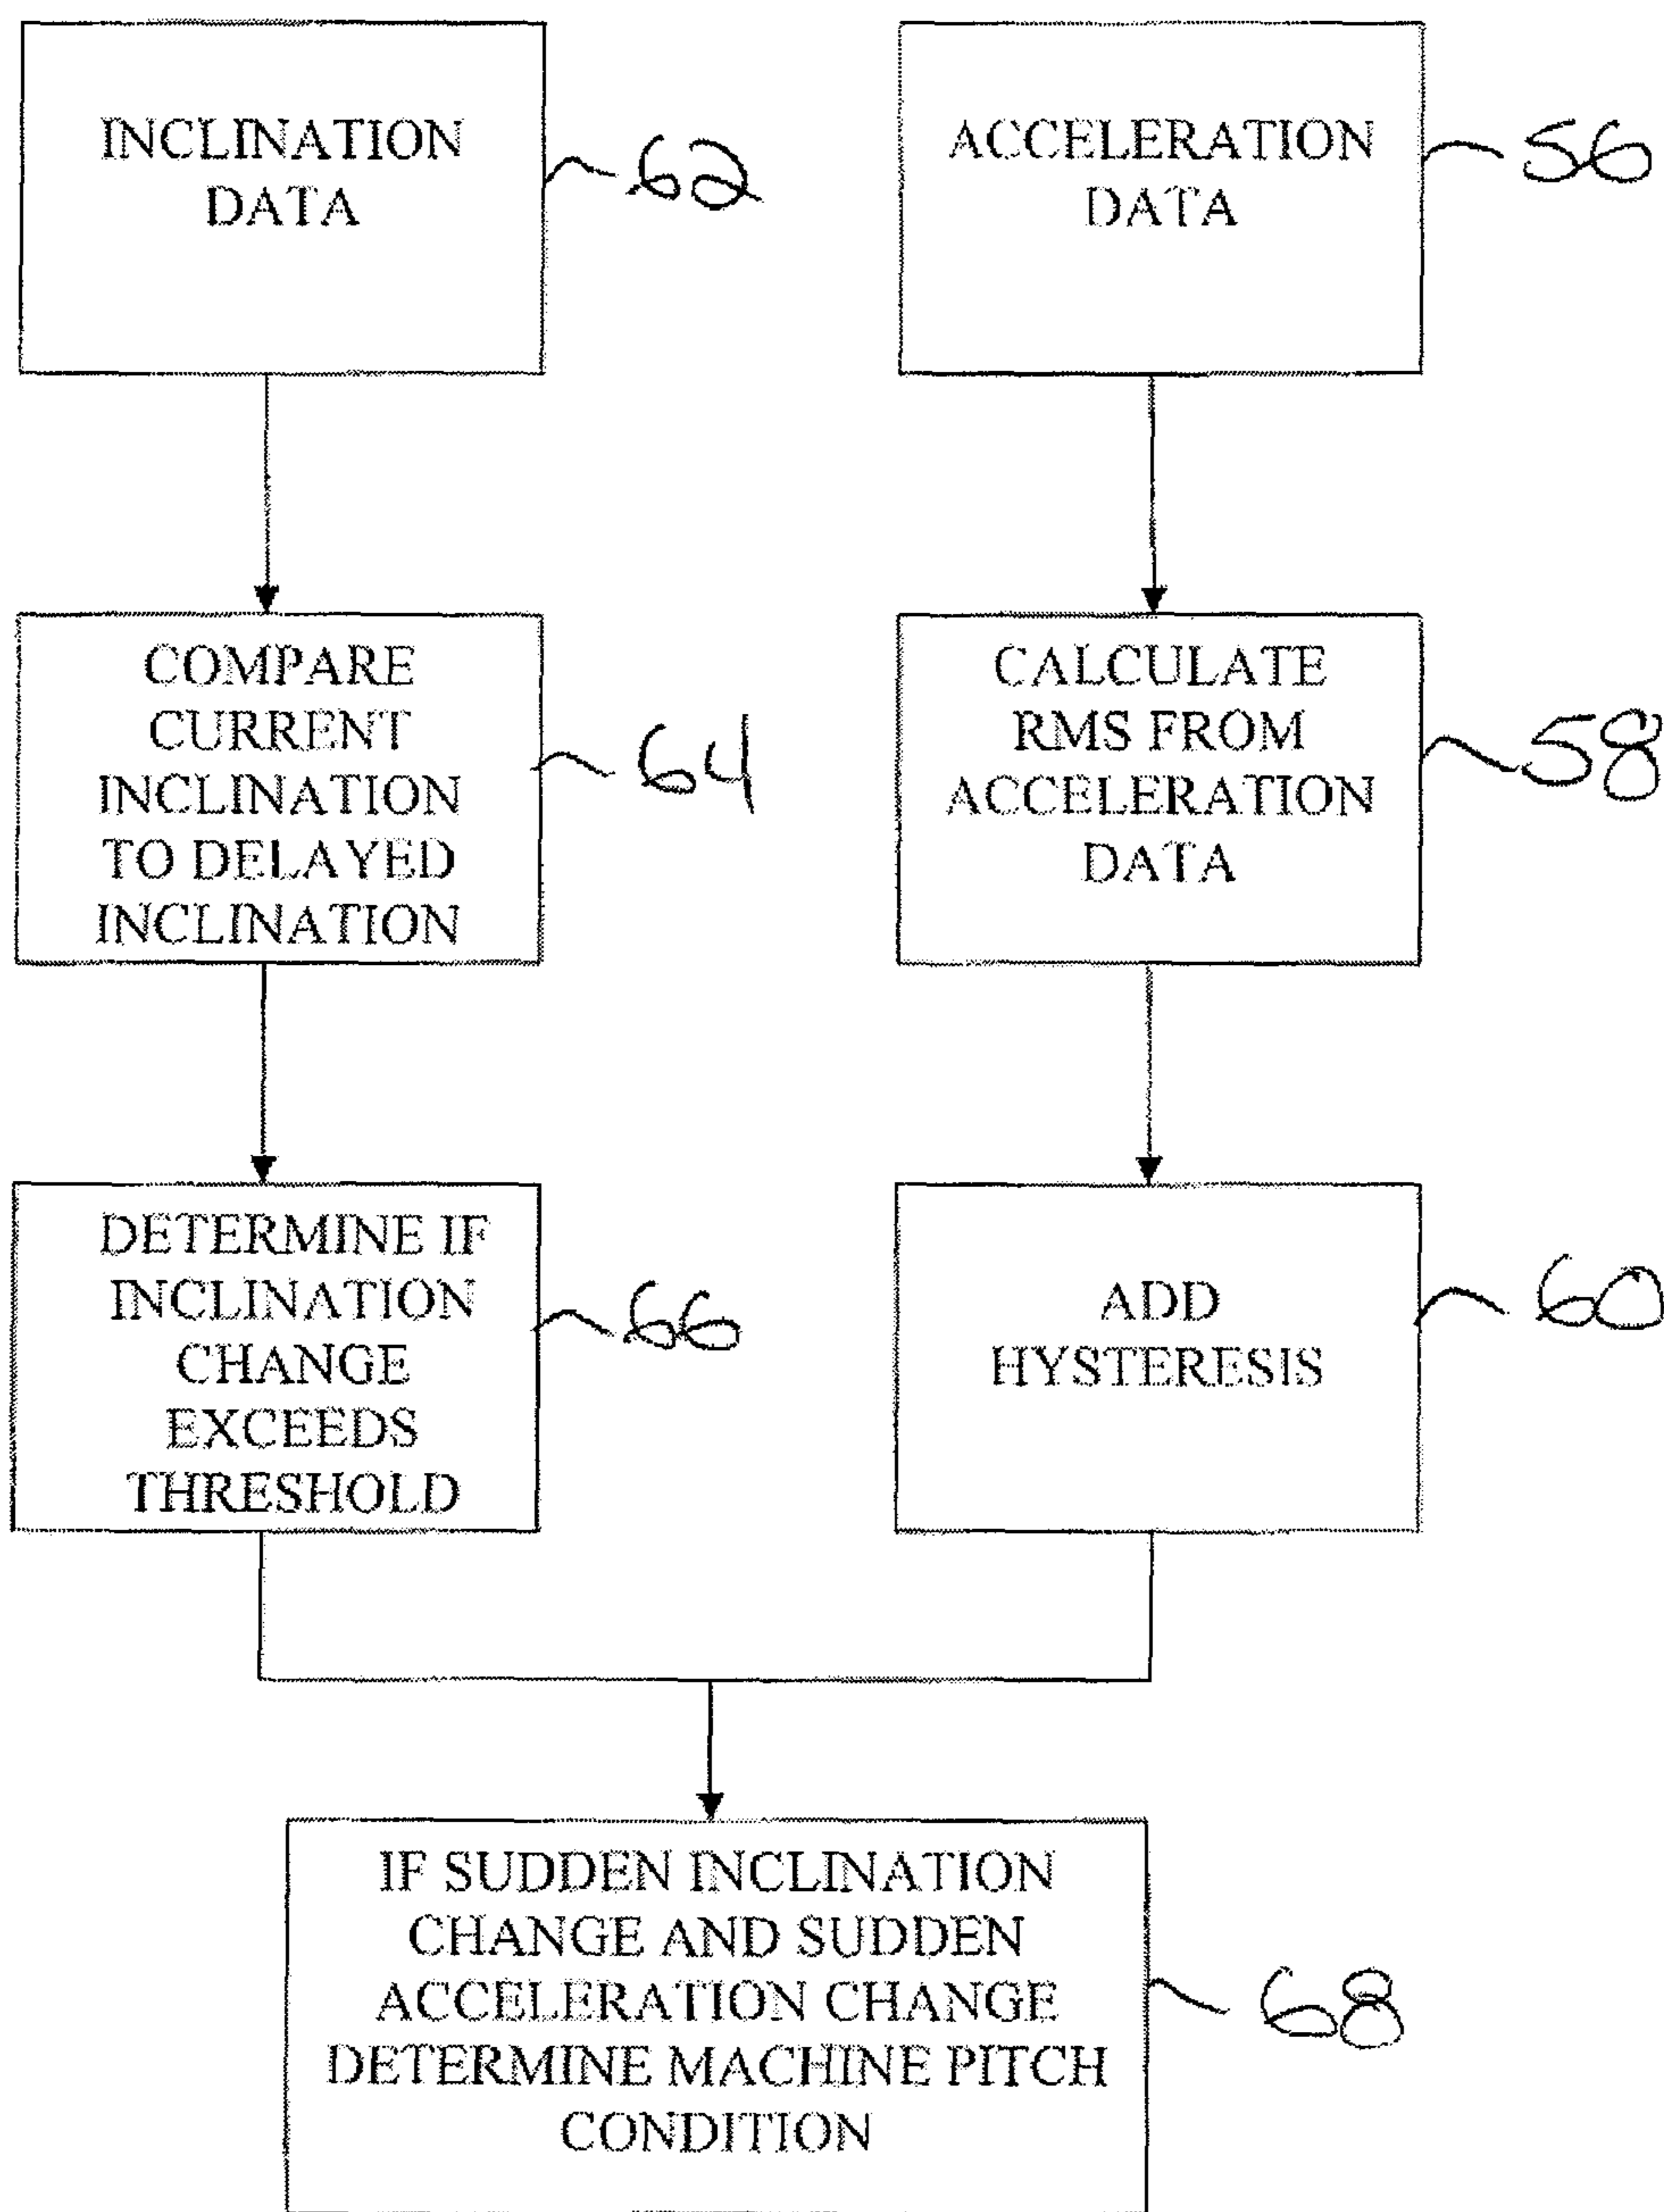 INCLINATION
DATA
62
ACCELERATION
DATA
56
COMPARE
CURRENT
INCLINATION
TO DELAYED
INCLINATION
64
CALCULATE
RMS FROM
ACCELERATION
DATA
58
DETERMINE IF
INCLINATION
CHANGE
EXCEEDS
THRESHOLD
66
ADD
HYSTERESIS
60
IF SUDDEN INCLINATION
CHANGE AND SUDDEN
ACCELERATION CHANGE
DETERMINE MACHINE PITCH
CONDITION
68